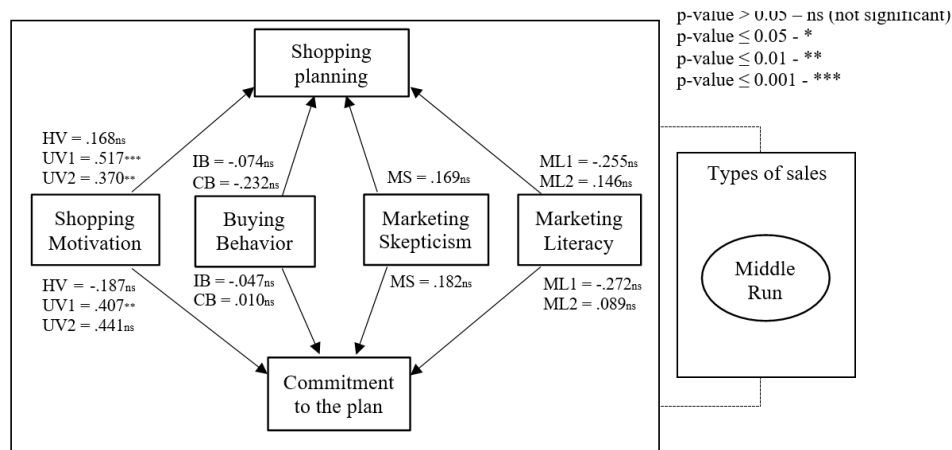 p-value > 0.05 – ns (not significant)
p-value ≤ 0.05 - *
p-value ≤ 0.01 - **
p-value ≤ 0.001 - ***
Shopping
planning
HV = .168ns
UV1 = .517***
UV2 = .370**
IB = -.074ns
CB = -.232ns
MS = .169ns
ML1 = -.255ns
ML2 = .146ns
Shopping
Motivation
Buying
Behavior
Marketing
Skepticism
Marketing
Literacy
HV = -.187ns
UV1 = .407**
UV2 = .441ns
IB = -.047ns
CB = .010ns
MS = .182ns
ML1 = -.272ns
ML2 = .089ns
Commitment
to the plan
Types of sales
Middle
Run